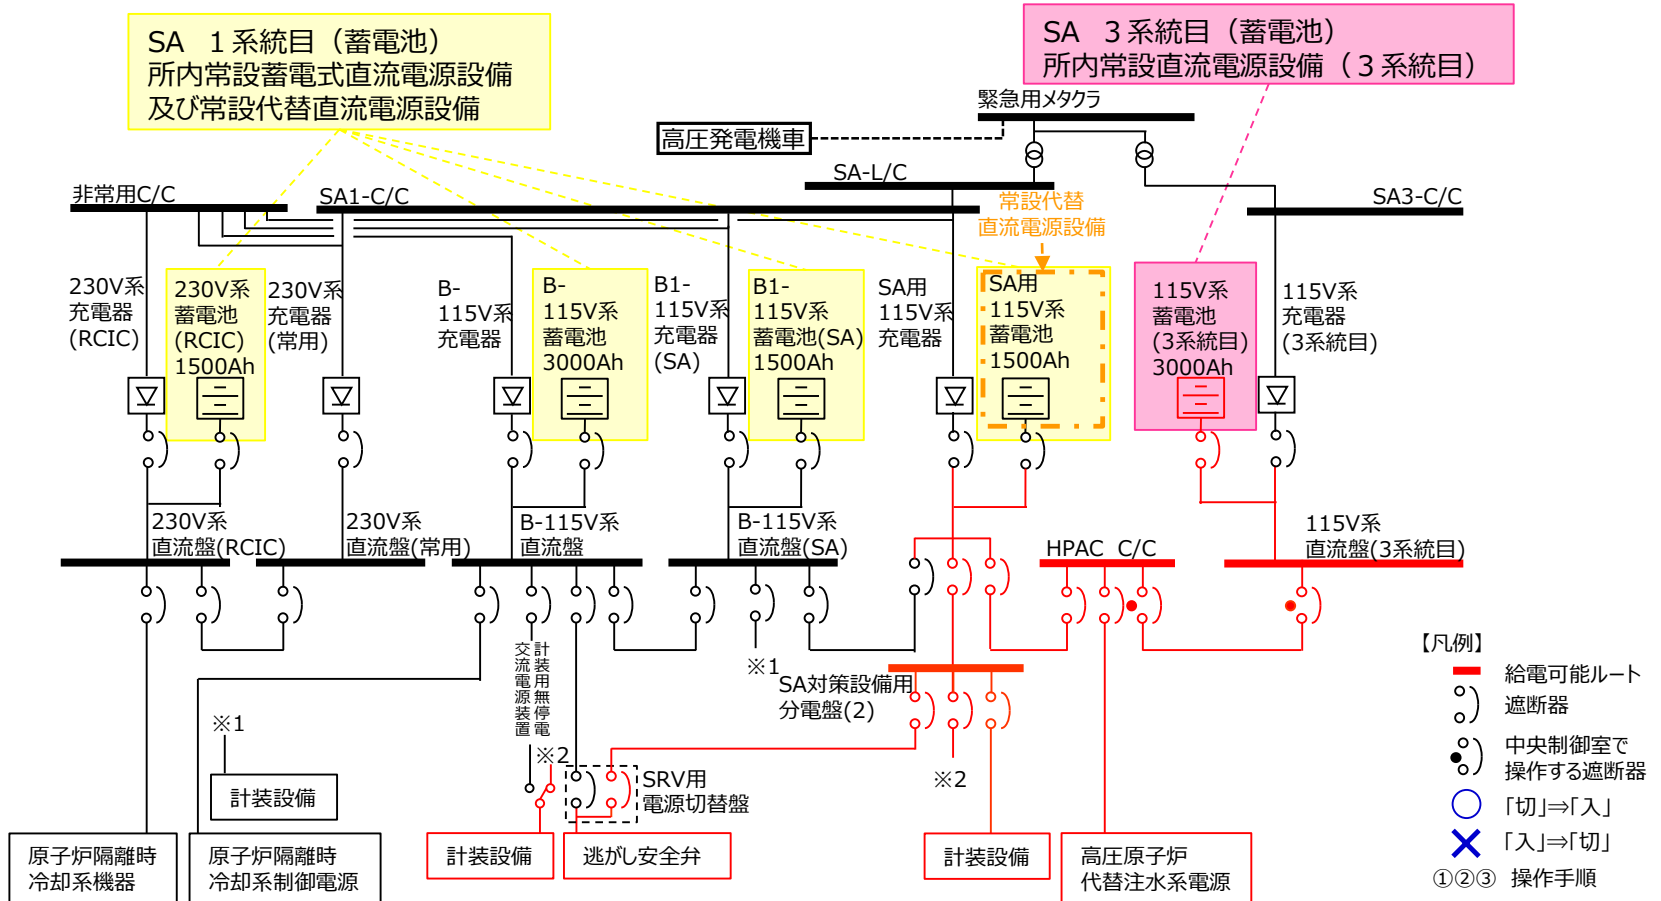 SA　１系統目（蓄電池）
所内常設蓄電式直流電源設備
及び常設代替直流電源設備
SA　３系統目（蓄電池）
所内常設直流電源設備（３系統目）
緊急用メタクラ
高圧発電機車
SA-L/C
非常用C/C
SA1-C/C
SA3-C/C
常設代替
直流電源設備
230V系
充電器
(RCIC)
230V系
蓄電池
(RCIC)
1500Ah
230V系
充電器
(常用)
B-
115V系
充電器
B-
115V系
蓄電池
3000Ah
B1-
115V系
充電器
(SA)
B1-
115V系
蓄電池(SA)
1500Ah
SA用
115V系
充電器
SA用
115V系
蓄電池
1500Ah
115V系
蓄電池
(3系統目)
3000Ah
115V系
充電器
(3系統目)
230V系
直流盤(RCIC)
230V系
直流盤(常用)
B-115V系
直流盤
B-115V系
直流盤(SA)
HPAC C/C
115V系
直流盤(3系統目)
計装用無停電
交流電源装置
※1
SA対策設備用
分電盤(2)
※1
※2
※2
SRV用
電源切替盤
計装設備
原子炉隔離時
冷却系機器
原子炉隔離時
冷却系制御電源
計装設備
逃がし安全弁
計装設備
高圧原子炉
代替注水系電源
【凡例】
給電可能ルート
遮断器
中央制御室で
操作する遮断器
「切」⇒「入」
「入」⇒「切」
①②③ 操作手順